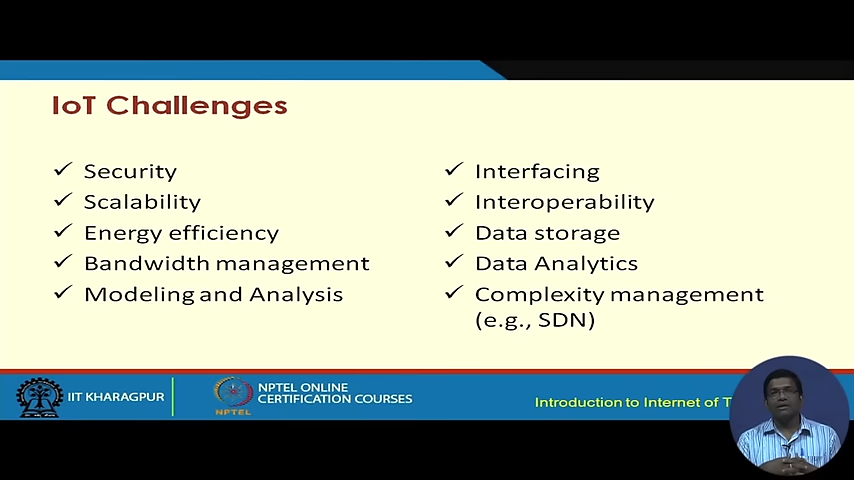 IoT Challenges
✓ Security
✓ Scalability
✓ Energy efficiency
✓ Bandwidth management
✓ Modeling and Analysis
✓ Interfacing
✓ Interoperability
✓ Data storage
✓ Data Analytics
✓ Complexity management
(e.g., SDN)
IIT KHARAGPUR
NPTEL
NPTEL ONLINE
CERTIFICATION COURSES
Introduction to Internet of T